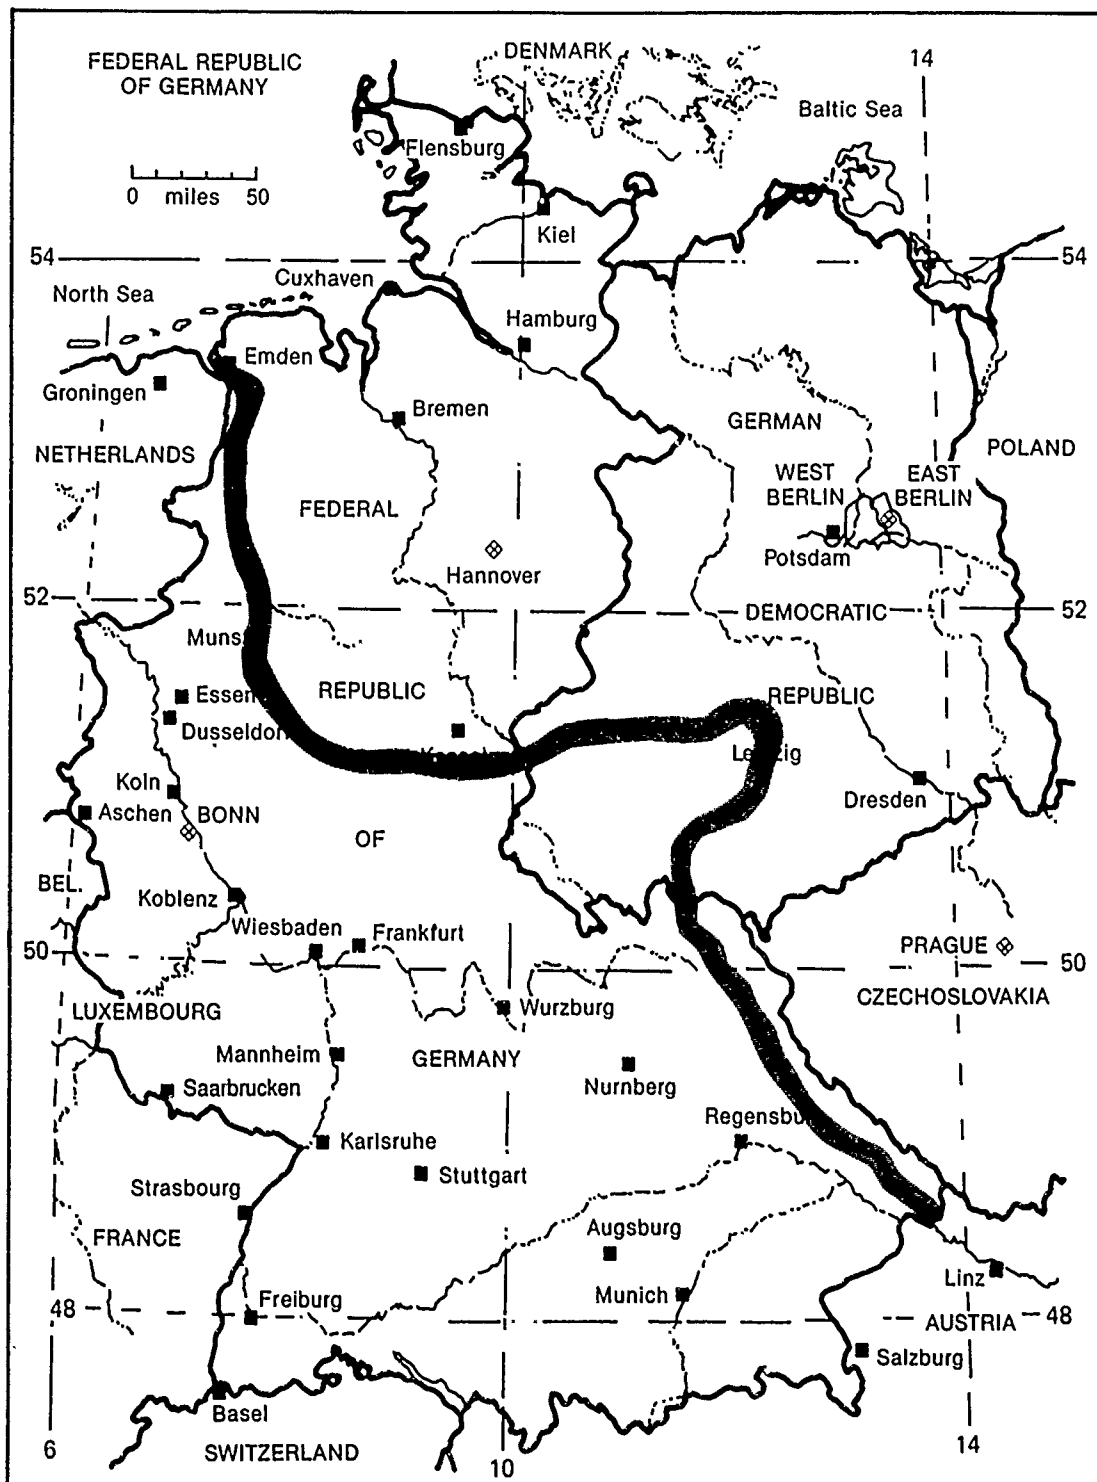 FEDERAL REPUBLIC
OF GERMANY
DENMARK
14
Baltic Sea
Flensburg
0 miles 50
Kiel
54
54
Cuxhaven
North Sea
Hamburg
Emden
Groningen
Bremen
GERMAN
NETHERLANDS
POLAND
WEST
BERLIN
EAST
BERLIN
FEDERAL
Potsdam
Hannover
52
DEMOCRATIC
52
Muns
REPUBLIC
REPUBLIC
Essen
Dusseldorf
Leipzig
Koln
Dresden
Aschen
BONN
OF
BEL.
Koblenz
Wiesbaden
Frankfurt
50
PRAGUE
50
CZECHOSLOVAKIA
LUXEMBOURG
Wurzburg
Mannheim
GERMANY
Nurnberg
Saarbrucken
Regensbu
Karlsruhe
Stuttgart
Strasbourg
FRANCE
Augsburg
Linz
Munich
Freiburg
48
AUSTRIA
48
Salzburg
Basel
SWITZERLAND
6
10
14